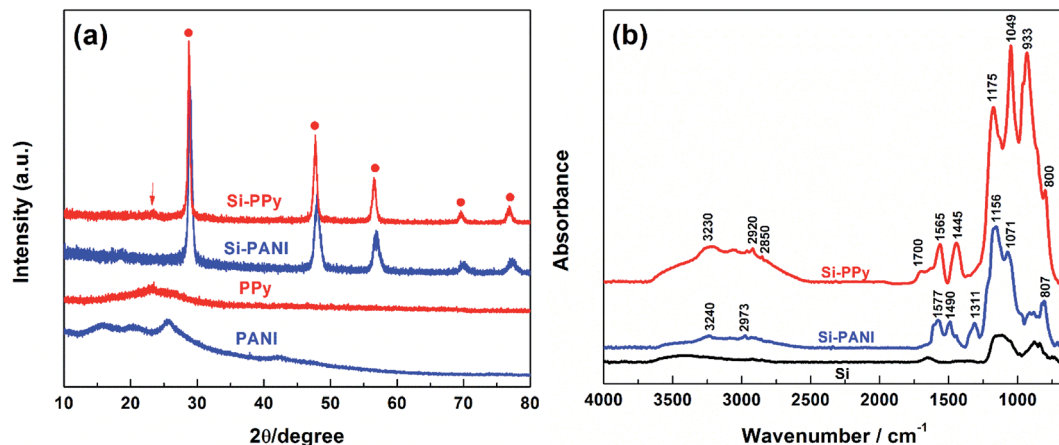 (a)
Intensity (a.u.)
Si-PPy
Si-PANI
PPy
PANI
10 20 30 40 50 60 70 80
2θ/degree
(b)
Absorbance
3230
2920
2850
1700
1565
1445
1175
1049
933
800
Si-PPy
3240
2973
1577
1490
1311
1156
1071
807
Si-PANI
Si
4000 3500 3000 2500 2000 1500 1000
Wavenumber / cm⁻¹